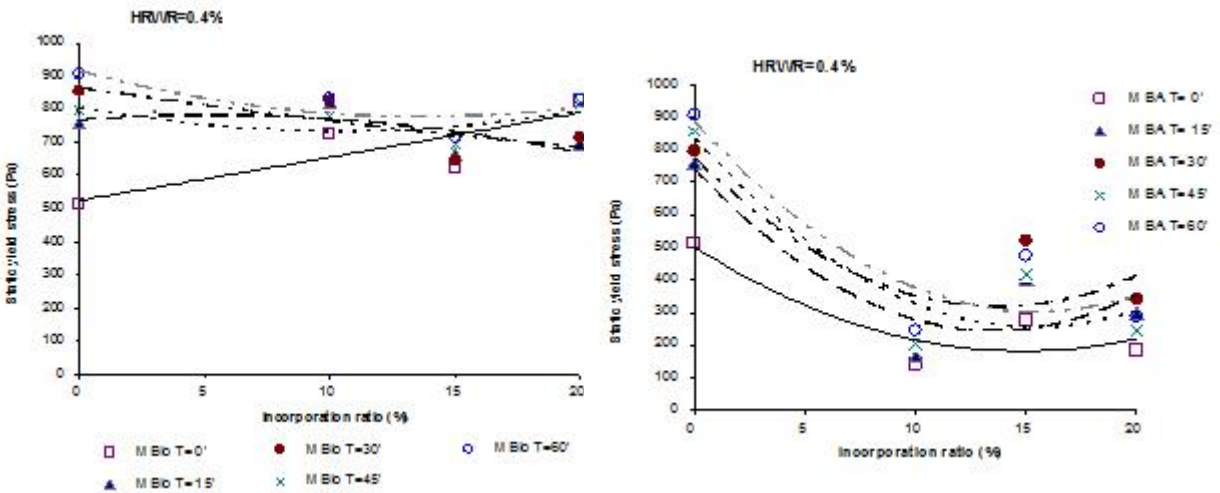 HRWR=0.4%
1000
900
800
700
600
500
400
300
200
100
0
Static yield stress (Pa)
0 5 10 15 20
Incorporation ratio (%)
M Bio T=0' M Bio T=30' M Bio T=60'
M Bio T=15' M Bio T=45'
HRWR=0.4%
1000
900
800
700
600
500
400
300
200
100
0
Static yield stress (Pa)
0 5 10 15 20
Incorporation ratio (%)
M BA T= 0'
M BA T= 15'
M BA T=30'
M BA T=45'
M BA T=60'